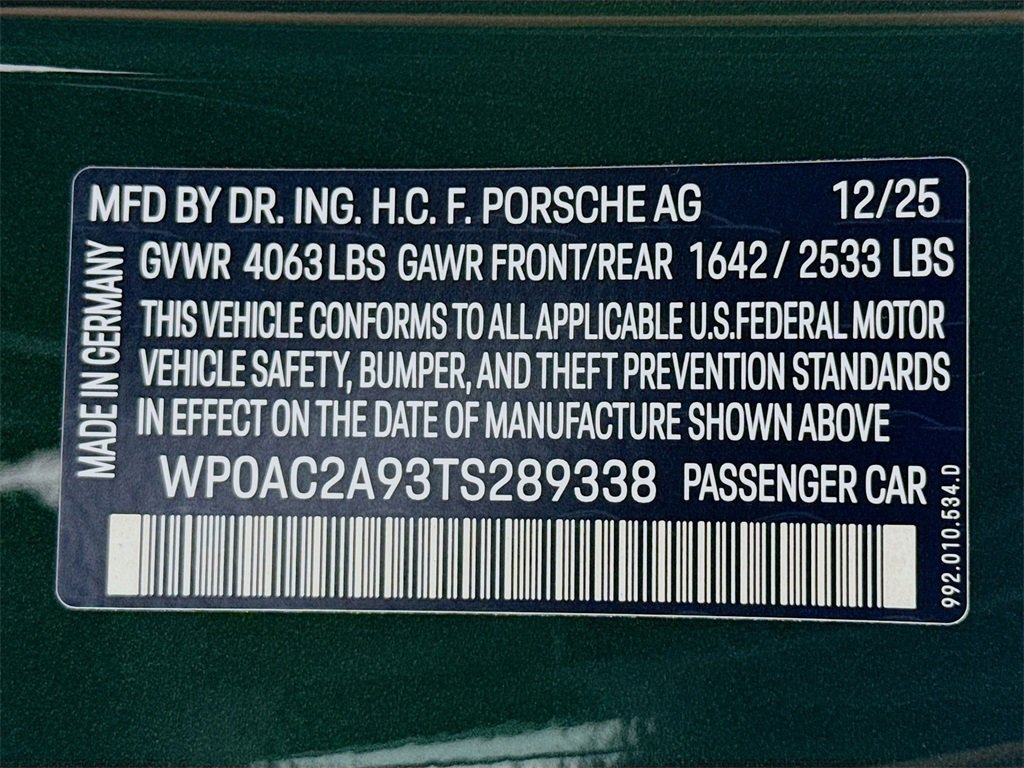 MFD BY DR. ING. H.C. F. PORSCHE AG 12/25
GVWR 4063 LBS GAWR FRONT/REAR 1642 / 2533 LBS
THIS VEHICLE CONFORMS TO ALL APPLICABLE U.S. FEDERAL MOTOR
VEHICLE SAFETY, BUMPER, AND THEFT PREVENTION STANDARDS
IN EFFECT ON THE DATE OF MANUFACTURE SHOWN ABOVE
WP0AC2A93TS289338 PASSENGER CAR
MADE IN GERMANY
992.010.534.D